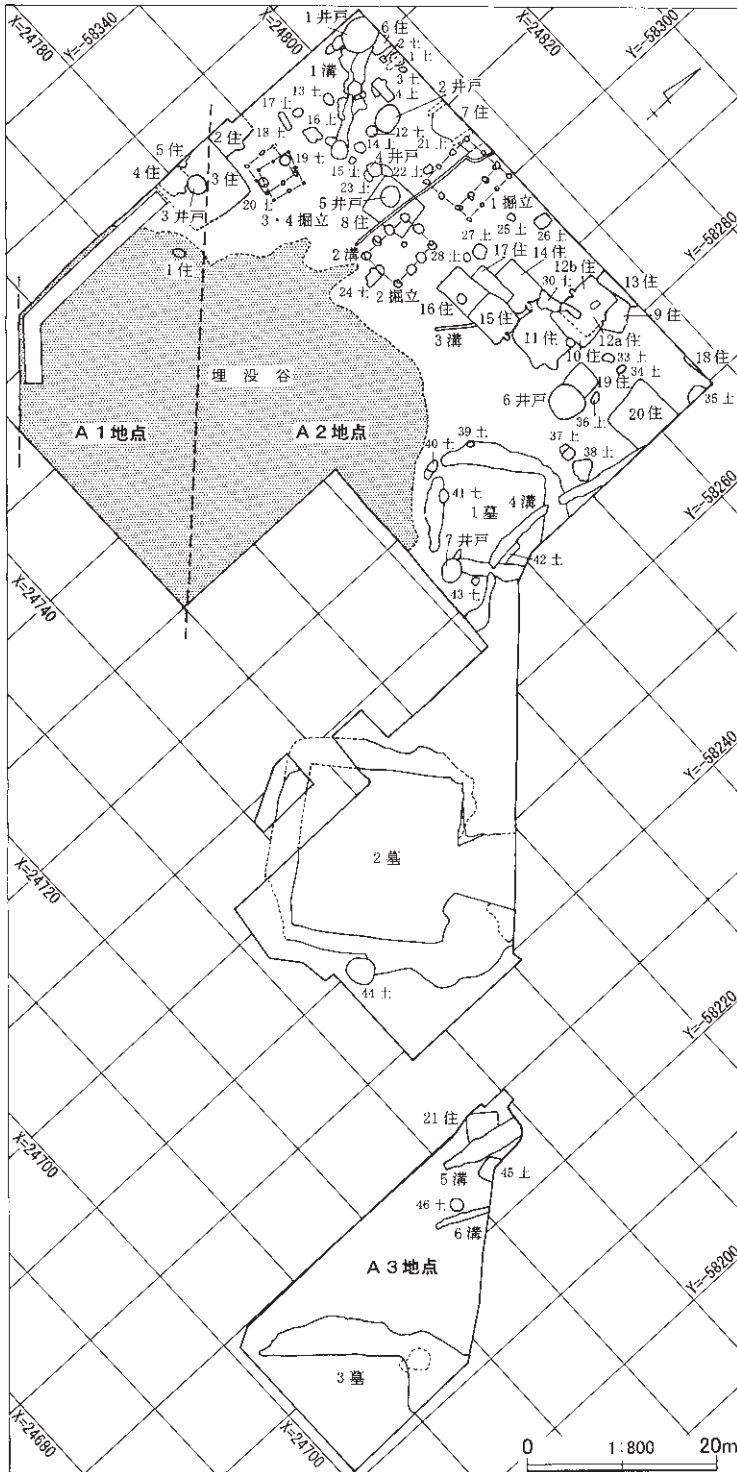 X=24780
Y=-58340
X=24800
X=24820
Y=-58300
1井戸
6住
2土
1土
1溝
3土
4土
2井戸
13土
7住
17土
16土
12土
2住
18土
14土
21土
5住
19土
4井戸
4住
3住
15土
22土
23土
1掘立
20土
5井戸
3井戸
3・4掘立
8住
25土
26土
Y=-58280
27土
17住
14住
1住
2溝
28土
30土
12b住
13住
24土
2掘立
16住
15住
9住
3溝
11住
12a住
10住
33土
18住
埋没谷
34土
19住
6井戸
20住
35土
36土
A1地点
A2地点
39土
37土
40土
38土
41土
1墓
4溝
Y=-58260
7井戸
42土
43土
X=24740
Y=-58240
2墓
X=24720
44土
Y=-58220
21住
X=24700
5溝
45土
46土
6溝
A3地点
Y=-58200
3墓
X=24680
X=24700
0 1:800 20m